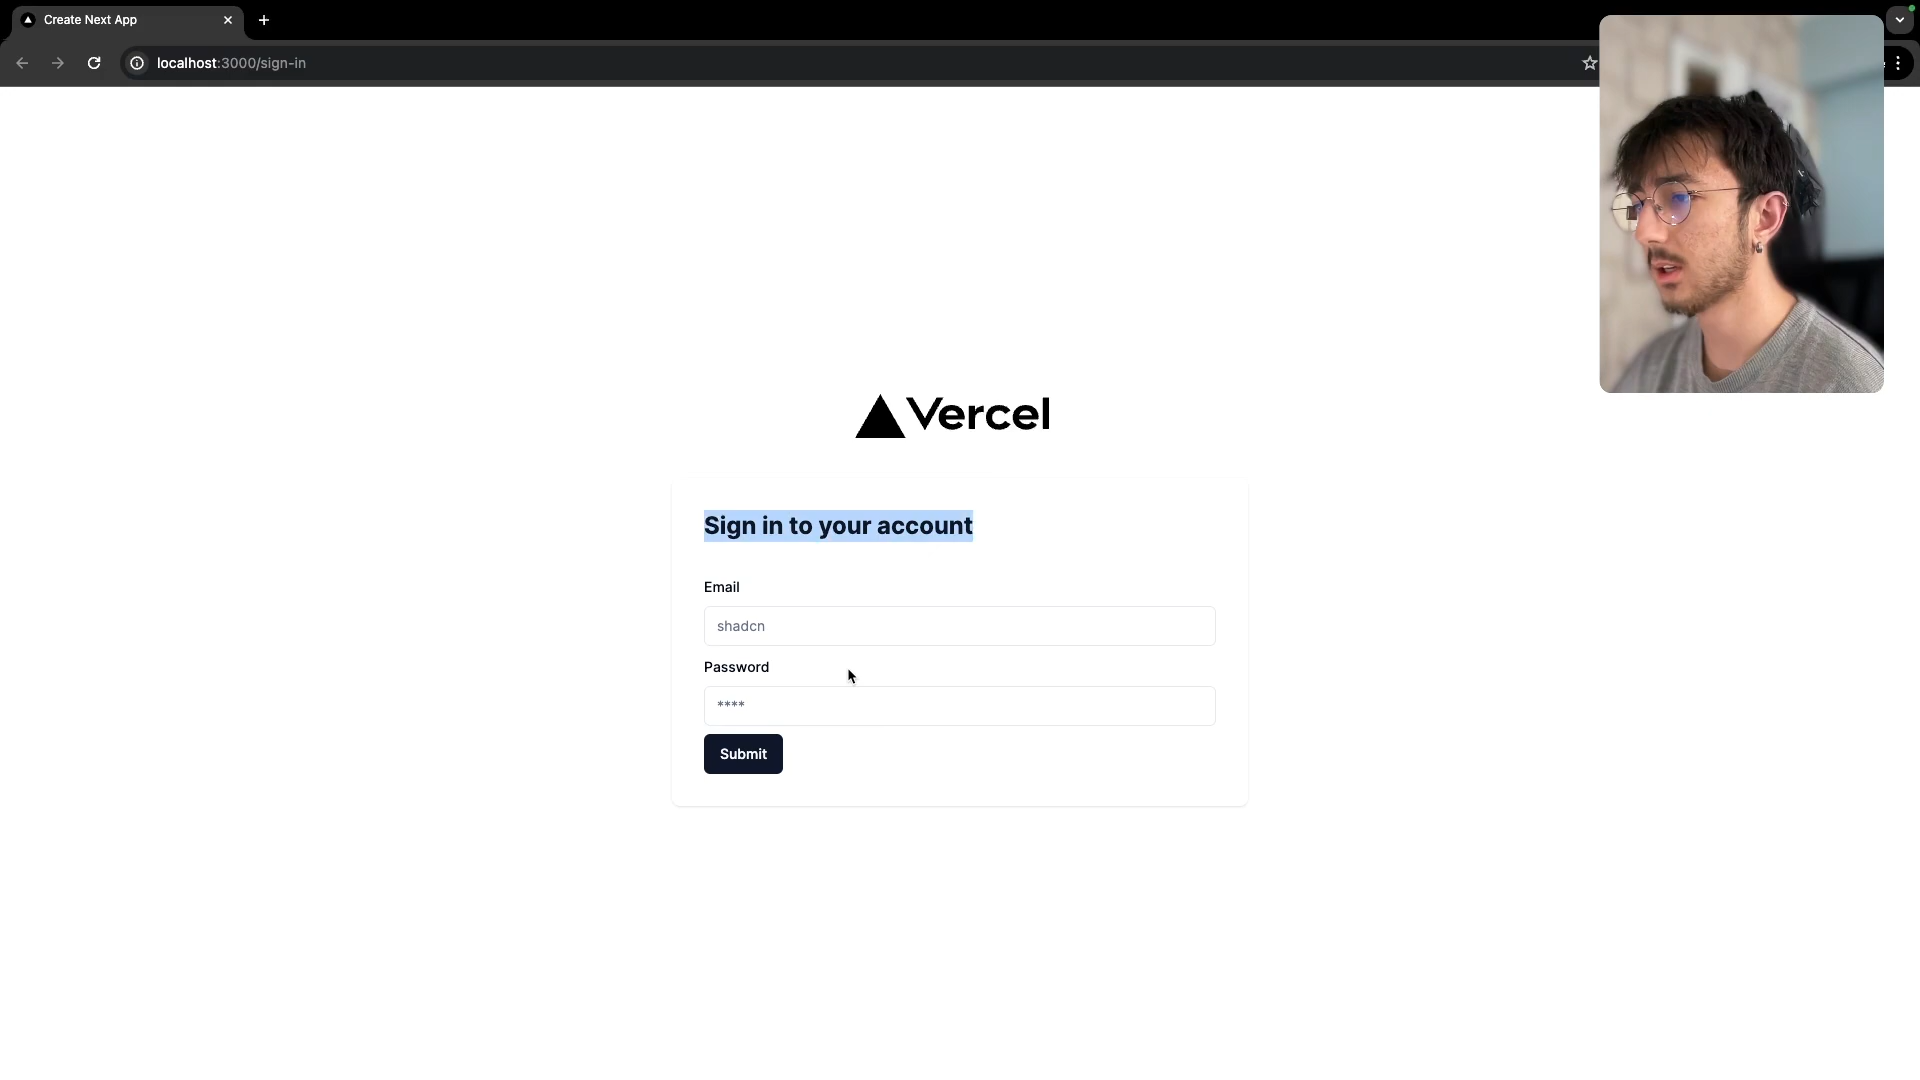 Create Next App
localhost:3000/sign-in
Vercel
Sign in to your account
Email
shadcn
Password
****
Submit